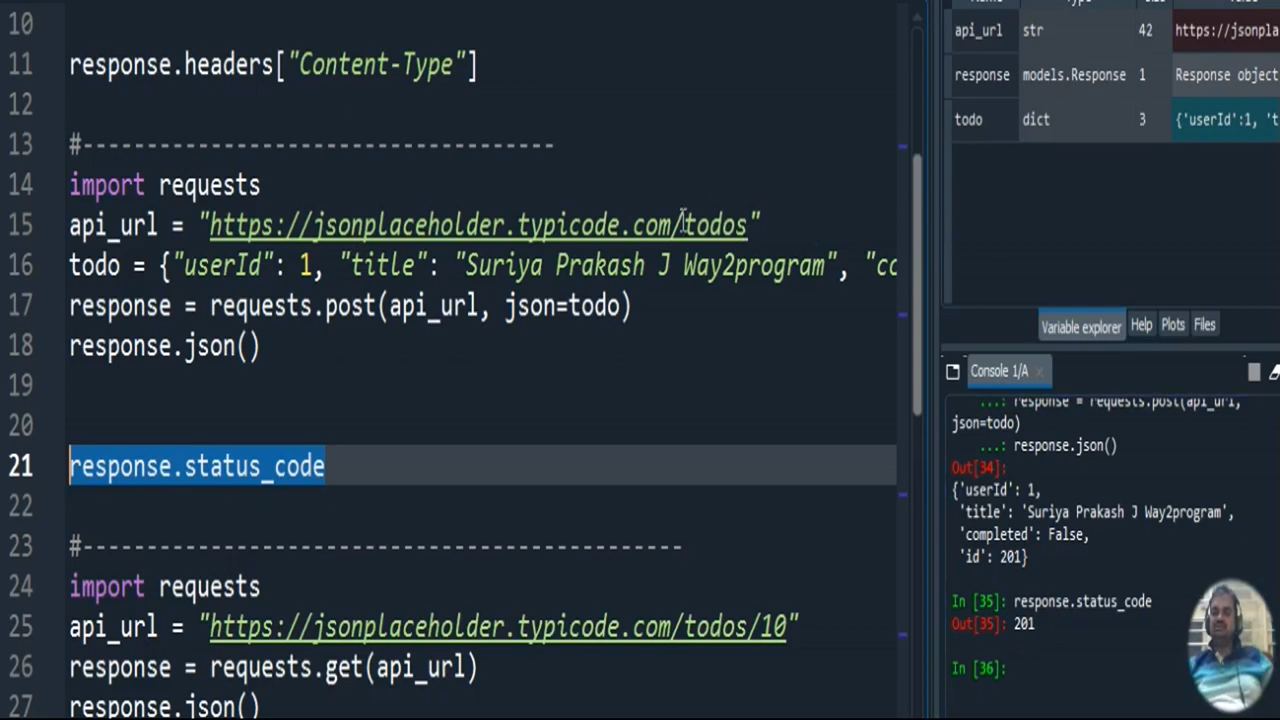 10
11 response.headers["Content-Type"]
12
13 #------------------------------------
14 import requests
15 api_url = "https://jsonplaceholder.typicode.com/todos"
16 todo = {"userId": 1, "title": "Suriya Prakash J Way2program", "co
17 response = requests.post(api_url, json=todo)
18 response.json()
19
20
21 response.status_code
22
23 #----------------------------------------------
24 import requests
25 api_url = "https://jsonplaceholder.typicode.com/todos/10"
26 response = requests.get(api_url)
27 response.json()
api_url str 42 https://jsonpla
response models.Response 1 Response object
todo dict 3 {'userId':1, 't
Variable explorer Help Plots Files
Console 1/A
...: response = requests.post(api_url,
json=todo)
...: response.json()
Out[34]:
{'userId': 1,
'title': 'Suriya Prakash J Way2program',
'completed': False,
'id': 201}
In [35]: response.status_code
Out[35]: 201
In [36]: